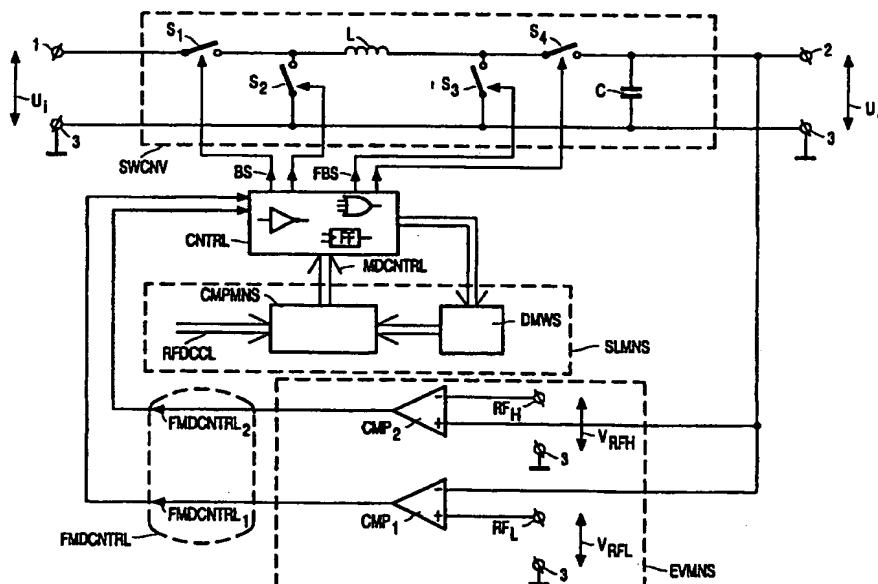 S1
L
S4
1
2
S2
S3
C
Ui
U
3
3
SWCNV
BS
FBS
CNTRL
FF
MDCNTRL
CMPMNS
DMWS
RFDCCL
SLMNS
RFH
CMP2
FMDCNTRL2
VRFH
3
FMDCNTRL1
CMP1
RFL
FMDCNTRL
VRFL
3
EVMNS